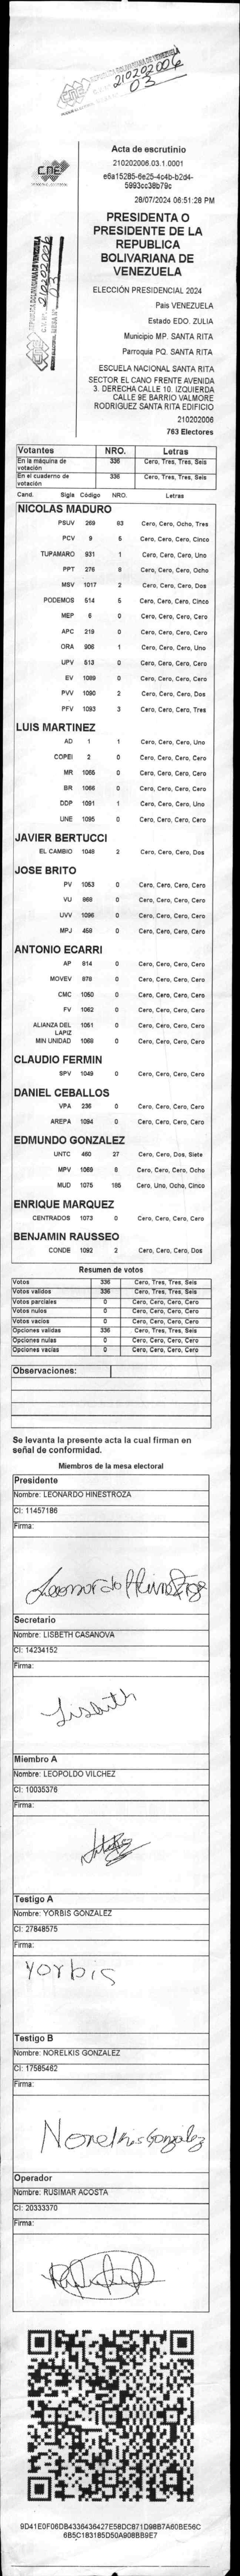 REPUBLICA BOLIVARIANA DE VENEZUELA
210202006
03
CNE
Acta de escrutinio
210202006.03.1.0001
e6a15285-6e25-4c4b-b2d4-
5993cc38b79c
28/07/2024 06:51:28 PM
PRESIDENTA O
PRESIDENTE DE LA
REPUBLICA
BOLIVARIANA DE
VENEZUELA
ELECCIÓN PRESIDENCIAL 2024
País VENEZUELA
Estado EDO. ZULIA
Municipio MP. SANTA RITA
Parroquia PQ. SANTA RITA
ESCUELA NACIONAL SANTA RITA
SECTOR EL CANO FRENTE AVENIDA
3. DERECHA CALLE 10. IZQUIERDA
CALLE 9E BARRIO VALMORE
RODRIGUEZ SANTA RITA EDIFICIO
210202006
763 Electores
Votantes NRO. Letras
En la máquina de votación 336 Cero, Tres, Tres, Seis
En el cuaderno de votación 336 Cero, Tres, Tres, Seis
Cand. Sigla Código NRO. Letras
NICOLAS MADURO
PSUV 269 83 Cero, Cero, Ocho, Tres
PCV 9 5 Cero, Cero, Cero, Cinco
TUPAMARO 931 1 Cero, Cero, Cero, Uno
PPT 276 8 Cero, Cero, Cero, Ocho
MSV 1017 2 Cero, Cero, Cero, Dos
PODEMOS 514 5 Cero, Cero, Cero, Cinco
MEP 6 0 Cero, Cero, Cero, Cero
APC 219 0 Cero, Cero, Cero, Cero
ORA 906 1 Cero, Cero, Cero, Uno
UPV 513 0 Cero, Cero, Cero, Cero
EV 1089 0 Cero, Cero, Cero, Cero
PVV 1090 2 Cero, Cero, Cero, Dos
PFV 1093 3 Cero, Cero, Cero, Tres
LUIS MARTINEZ
AD 1 1 Cero, Cero, Cero, Uno
COPEI 2 0 Cero, Cero, Cero, Cero
MR 1065 0 Cero, Cero, Cero, Cero
BR 1066 0 Cero, Cero, Cero, Cero
DDP 1091 1 Cero, Cero, Cero, Uno
UNE 1095 0 Cero, Cero, Cero, Cero
JAVIER BERTUCCI
EL CAMBIO 1048 2 Cero, Cero, Cero, Dos
JOSE BRITO
PV 1053 0 Cero, Cero, Cero, Cero
VU 868 0 Cero, Cero, Cero, Cero
UVV 1096 0 Cero, Cero, Cero, Cero
MPJ 458 0 Cero, Cero, Cero, Cero
ANTONIO ECARRI
AP 814 0 Cero, Cero, Cero, Cero
MOVEV 978 0 Cero, Cero, Cero, Cero
CMC 1050 0 Cero, Cero, Cero, Cero
FV 1062 0 Cero, Cero, Cero, Cero
ALIANZA DEL LAPIZ 1051 0 Cero, Cero, Cero, Cero
MIN UNIDAD 1068 0 Cero, Cero, Cero, Cero
CLAUDIO FERMIN
SPV 1049 0 Cero, Cero, Cero, Cero
DANIEL CEBALLOS
VPA 236 0 Cero, Cero, Cero, Cero
AREPA 1094 0 Cero, Cero, Cero, Cero
EDMUNDO GONZALEZ
UNTC 460 27 Cero, Cero, Dos, Siete
MPV 1069 8 Cero, Cero, Cero, Ocho
MUD 1075 185 Cero, Uno, Ocho, Cinco
ENRIQUE MARQUEZ
CENTRADOS 1073 0 Cero, Cero, Cero, Cero
BENJAMIN RAUSSEO
CONDE 1092 2 Cero, Cero, Cero, Dos
Resumen de votos
Votos 336 Cero, Tres, Tres, Seis
Votos validos 336 Cero, Tres, Tres, Seis
Votos parciales 0 Cero, Cero, Cero, Cero
Votos nulos 0 Cero, Cero, Cero, Cero
Votos vacios 0 Cero, Cero, Cero, Cero
Opciones validas 336 Cero, Tres, Tres, Seis
Opciones nulas 0 Cero, Cero, Cero, Cero
Opciones vacias 0 Cero, Cero, Cero, Cero
Observaciones:
Se levanta la presente acta la cual firman en
señal de conformidad.
Miembros de la mesa electoral
Presidente
Nombre: LEONARDO HINESTROZA
CI: 11457186
Firma:
Leonardo Hinestroza
Secretario
Nombre: LISBETH CASANOVA
CI: 14234152
Firma:
Lisbeth
Miembro A
Nombre: LEOPOLDO VILCHEZ
CI: 10035376
Firma:
Testigo A
Nombre: YORBIS GONZALEZ
CI: 27848575
Firma:
Yorbis
Testigo B
Nombre: NORELKIS GONZALEZ
CI: 17585462
Firma:
Norelkis Gonzalez
Operador
Nombre: RUSIMAR ACOSTA
CI: 20333370
Firma:
9D41E0F06DB4336436427E58DC871D98B7A60BE56C
6B5C183185D50A908BB9E7